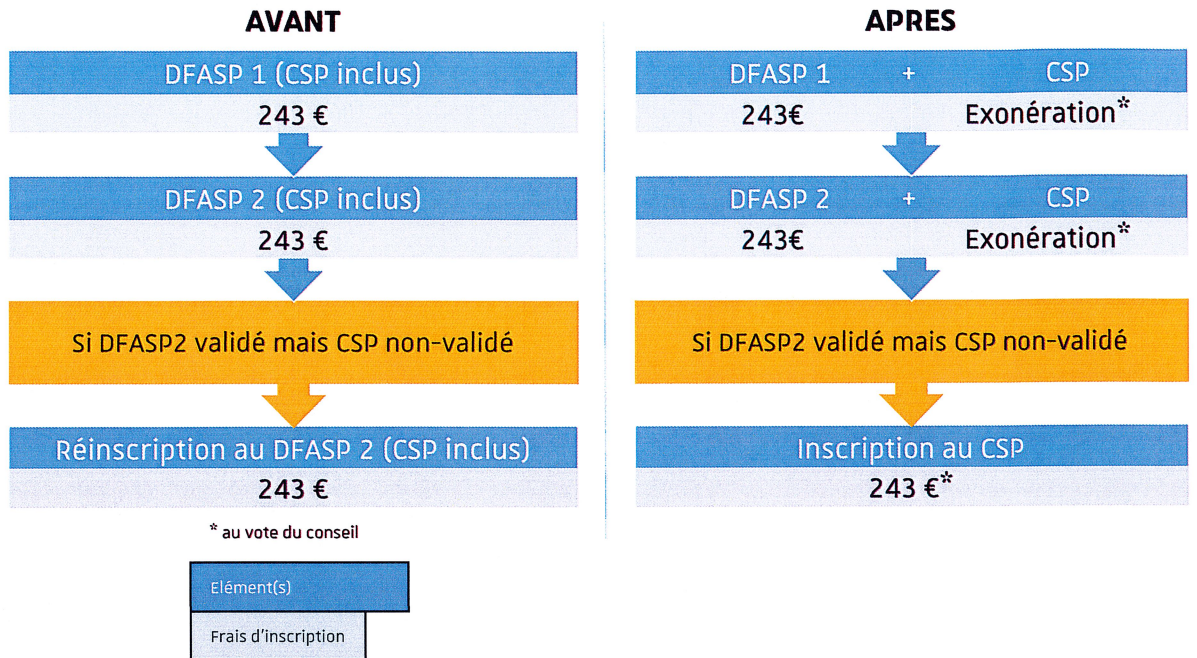 AVANT
DFASP 1 (CSP inclus)
243 €
DFASP 2 (CSP inclus)
243 €
Si DFASP2 validé mais CSP non-validé
Réinscription au DFASP 2 (CSP inclus)
243 €
* au vote du conseil
Elément(s)
Frais d'inscription
APRES
DFASP 1 + CSP
243€ Exonération*
DFASP 2 + CSP
243€ Exonération*
Si DFASP2 validé mais CSP non-validé
Inscription au CSP
243 €*